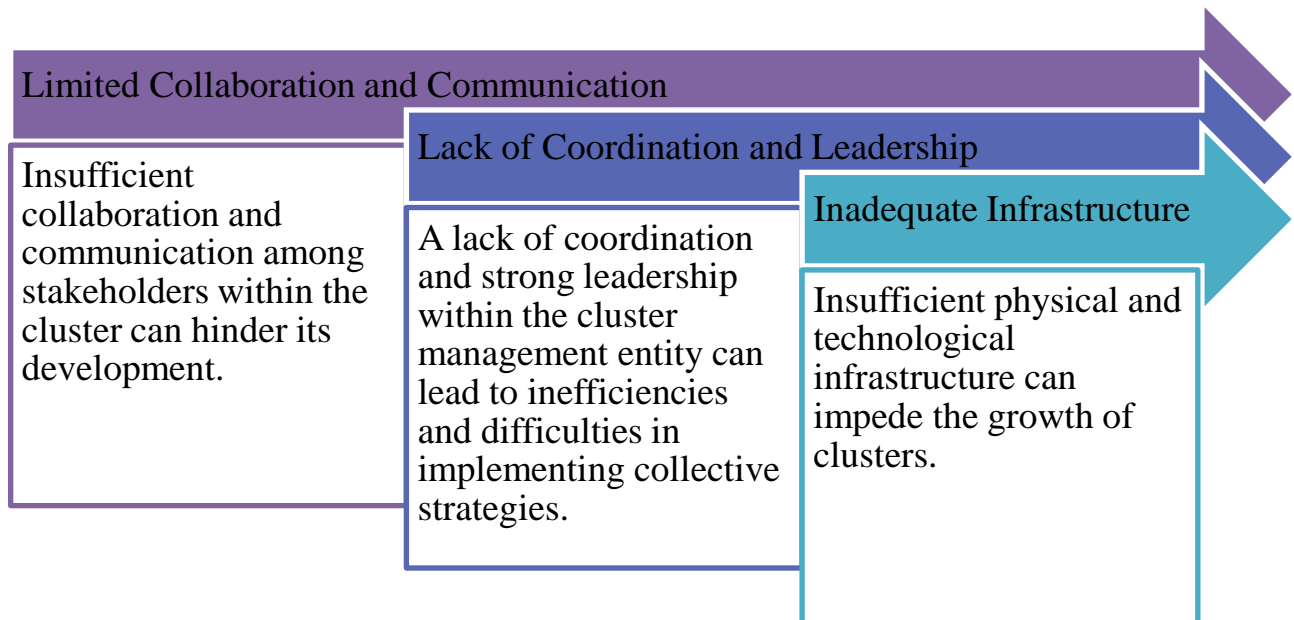 Limited Collaboration and Communication
Insufficient
collaboration and
communication among
stakeholders within the
cluster can hinder its
development.
Lack of Coordination and Leadership
A lack of coordination
and strong leadership
within the cluster
management entity can
lead to inefficiencies
and difficulties in
implementing collective
strategies.
Inadequate Infrastructure
Insufficient physical and
technological
infrastructure can
impede the growth of
clusters.